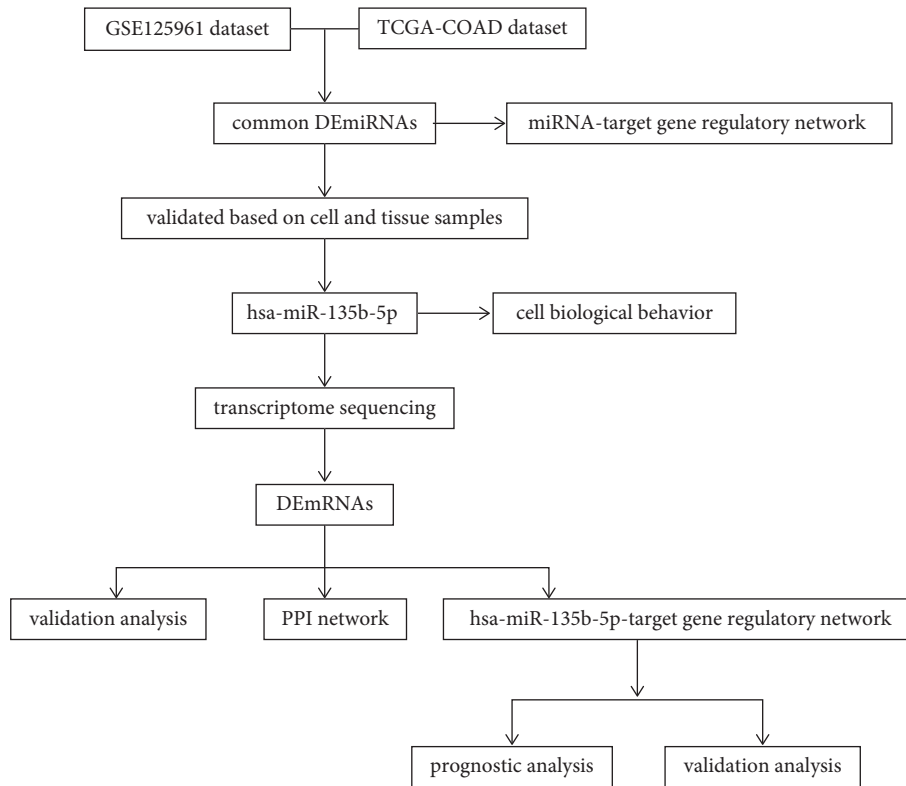 GSE125961 dataset
TCGA-COAD dataset
common DEmiRNAs
miRNA-target gene regulatory network
validated based on cell and tissue samples
hsa-miR-135b-5p
cell biological behavior
transcriptome sequencing
DEmRNAs
validation analysis
PPI network
hsa-miR-135b-5p-target gene regulatory network
prognostic analysis
validation analysis